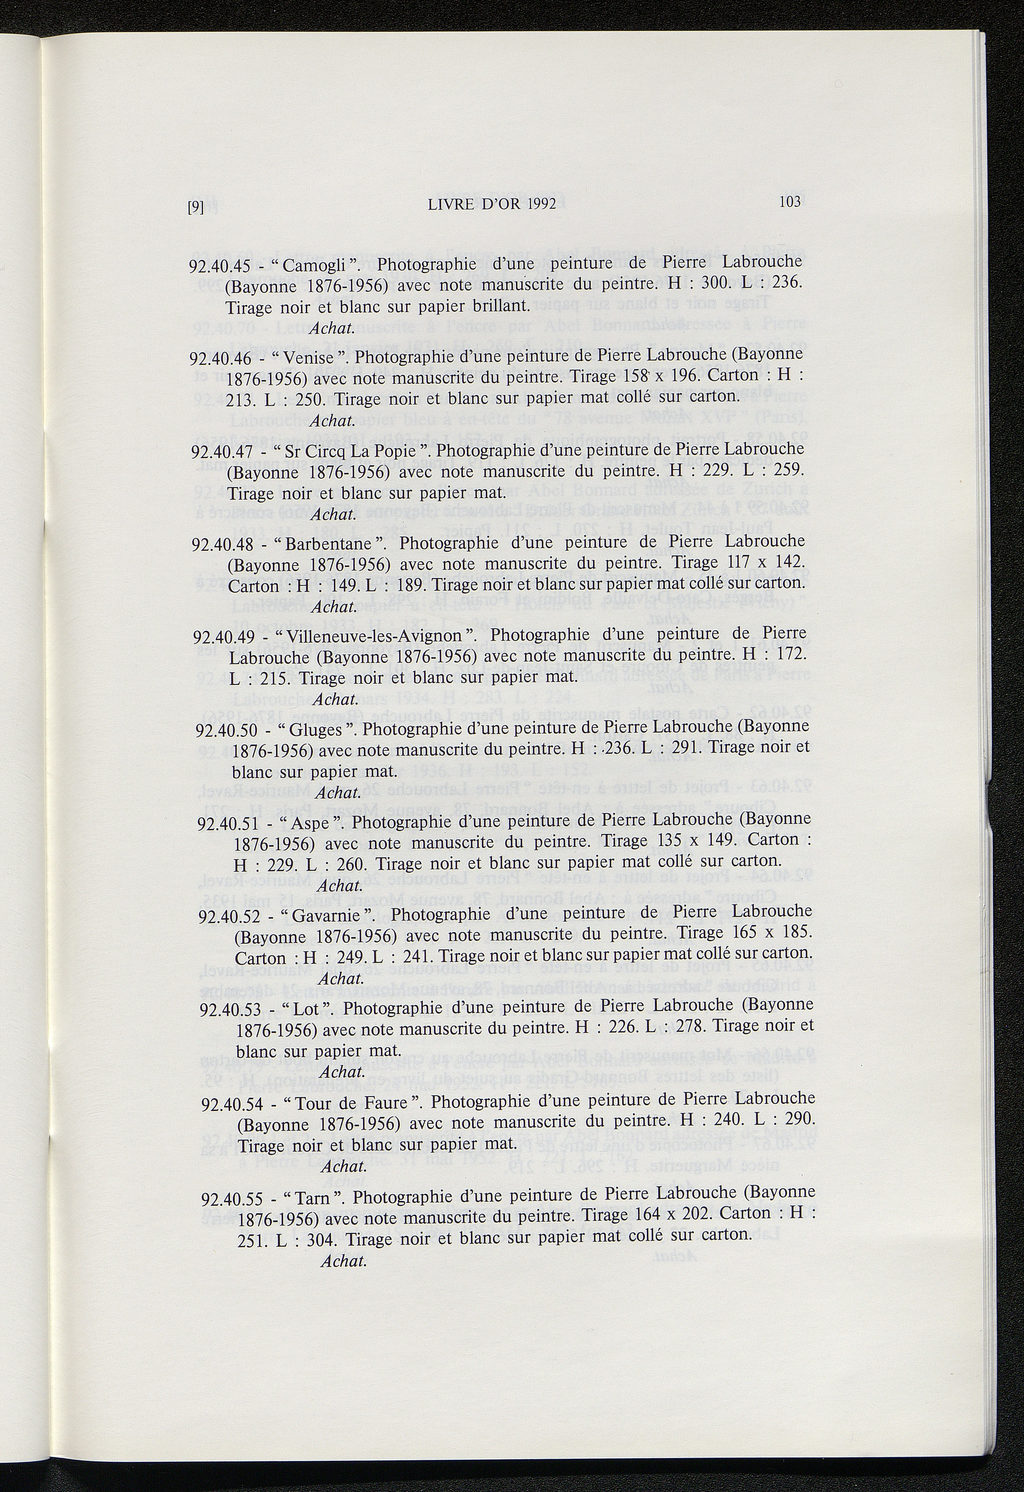 [9] LIVRE D'OR 1992 103
92.40.45 - “ Camogli ”. Photographie d'une peinture de Pierre Labrouche
(Bayonne 1876-1956) avec note manuscrite du peintre. H : 300. L : 236.
Tirage noir et blanc sur papier brillant.
Achat.
92.40.46 - “ Venise ”. Photographie d'une peinture de Pierre Labrouche (Bayonne
1876-1956) avec note manuscrite du peintre. Tirage 158 x 196. Carton : H :
213. L : 250. Tirage noir et blanc sur papier mat collé sur carton.
Achat.
92.40.47 - “ Sr Circq La Popie ”. Photographie d'une peinture de Pierre Labrouche
(Bayonne 1876-1956) avec note manuscrite du peintre. H : 229. L : 259.
Tirage noir et blanc sur papier mat.
Achat.
92.40.48 - “ Barbentane ”. Photographie d'une peinture de Pierre Labrouche
(Bayonne 1876-1956) avec note manuscrite du peintre. Tirage 117 x 142.
Carton : H : 149. L : 189. Tirage noir et blanc sur papier mat collé sur carton.
Achat.
92.40.49 - “ Villeneuve-les-Avignon ”. Photographie d'une peinture de Pierre
Labrouche (Bayonne 1876-1956) avec note manuscrite du peintre. H : 172.
L : 215. Tirage noir et blanc sur papier mat.
Achat.
92.40.50 - “ Gluges ”. Photographie d'une peinture de Pierre Labrouche (Bayonne
1876-1956) avec note manuscrite du peintre. H : 236. L : 291. Tirage noir et
blanc sur papier mat.
Achat.
92.40.51 - “ Aspe ”. Photographie d'une peinture de Pierre Labrouche (Bayonne
1876-1956) avec note manuscrite du peintre. Tirage 135 x 149. Carton :
H : 229. L : 260. Tirage noir et blanc sur papier mat collé sur carton.
Achat.
92.40.52 - “ Gavarnie ”. Photographie d'une peinture de Pierre Labrouche
(Bayonne 1876-1956) avec note manuscrite du peintre. Tirage 165 x 185.
Carton : H : 249. L : 241. Tirage noir et blanc sur papier mat collé sur carton.
Achat.
92.40.53 - “ Lot ”. Photographie d'une peinture de Pierre Labrouche (Bayonne
1876-1956) avec note manuscrite du peintre. H : 226. L : 278. Tirage noir et
blanc sur papier mat.
Achat.
92.40.54 - “ Tour de Faure ”. Photographie d'une peinture de Pierre Labrouche
(Bayonne 1876-1956) avec note manuscrite du peintre. H : 240. L : 290.
Tirage noir et blanc sur papier mat.
Achat.
92.40.55 - “ Tarn ”. Photographie d'une peinture de Pierre Labrouche (Bayonne
1876-1956) avec note manuscrite du peintre. Tirage 164 x 202. Carton : H :
251. L : 304. Tirage noir et blanc sur papier mat collé sur carton.
Achat.